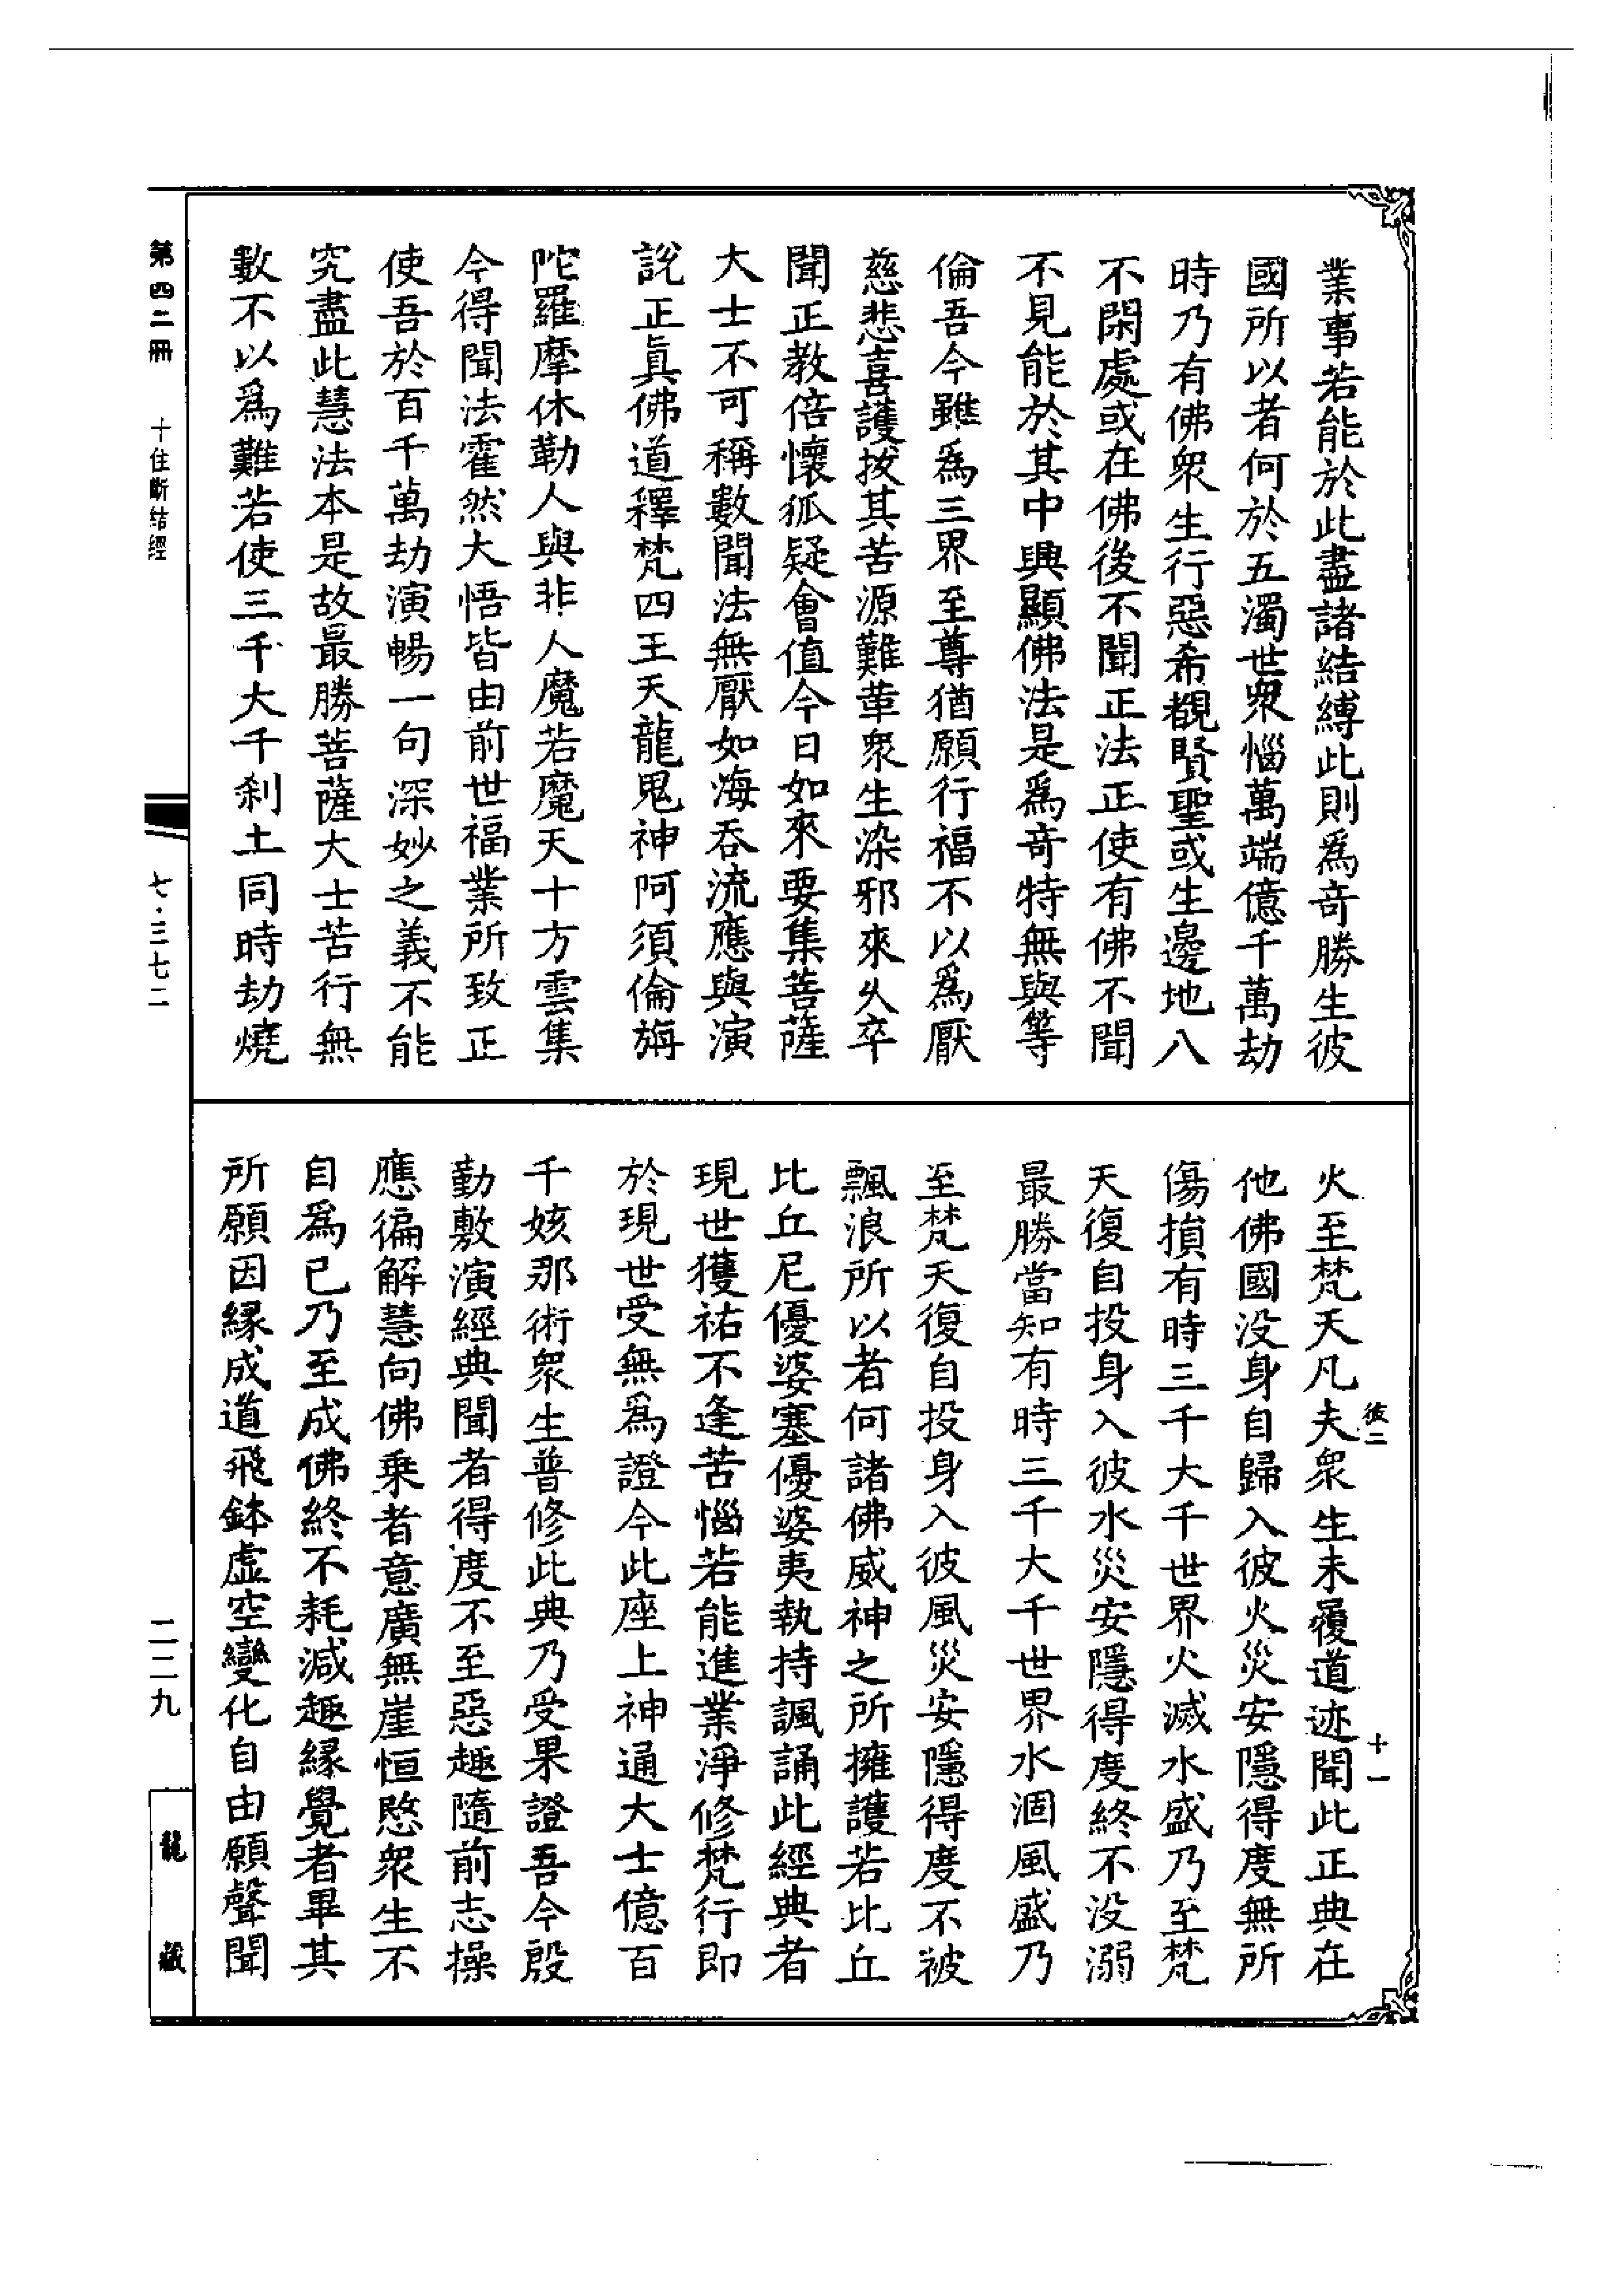 業事若能於此盡諸結縛此則爲奇勝生彼
國所以者何於五濁世衆惱萬端億千萬劫
時乃有佛衆生行惡希覩賢聖或生邊地八
不閑處或在佛後不聞正法正使有佛不聞
不見能於其中興顯佛法是爲奇特無與等
倫吾今雖爲三界至尊猶願行福不以爲厭
慈悲喜護拔其苦源難革衆生染邪來久卒
聞正教倍懷狐疑會值今日如來要集菩薩
大士不可稱數聞法無厭如海吞流應與演
說正眞佛道釋梵四王天龍鬼神阿須倫旃
陀羅摩休勒人與非人魔若魔天十方雲集
今得聞法霍然大悟皆由前世福業所致正
使吾於百千萬劫演暢一句深妙之義不能
究盡此慧法本是故最勝菩薩大士苦行無
數不以爲難若使三千大千刹土同時劫燒
火至梵天凡夫衆生未履道迹聞此正典在
他佛國没身自歸入彼火災安隱得度無所
傷損有時三千大千世界火滅水盛乃至梵
天復自投身入彼水災安隱得度終不没溺
最勝當知有時三千大千世界水涸風盛乃
至梵天復自投身入彼風災安隱得度不被
飄浪所以者何諸佛威神之所擁護若比丘
比丘尼優婆塞優婆夷執持諷誦此經典者
現世獲祐不逢苦惱若能進業淨修梵行即
於現世受無爲證今此座上神通大士億百
千姟那術衆生普修此典乃受果證吾今殷
勤敷演經典聞者得度不至惡趣隨前志操
應徧解慧向佛乗者意廣無崖恒愍衆生不
自爲已乃至成佛終不耗減趣縁覺者畢其
所願因縁成道飛鉢虚空變化自由願聲聞
彼二
十一
第四二冊
十住斷结經
七·三七二
二二九
龍藏